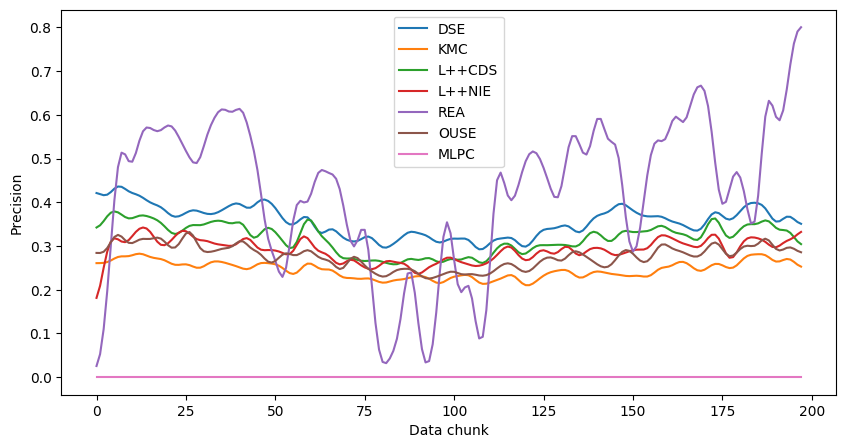 0.8
0.7
0.6
0.5
0.4
0.3
0.2
0.1
0.0
Precision
DSE
KMC
L++CDS
L++NIE
REA
OUSE
MLPC
0 25 50 75 100 125 150 175 200
Data chunk